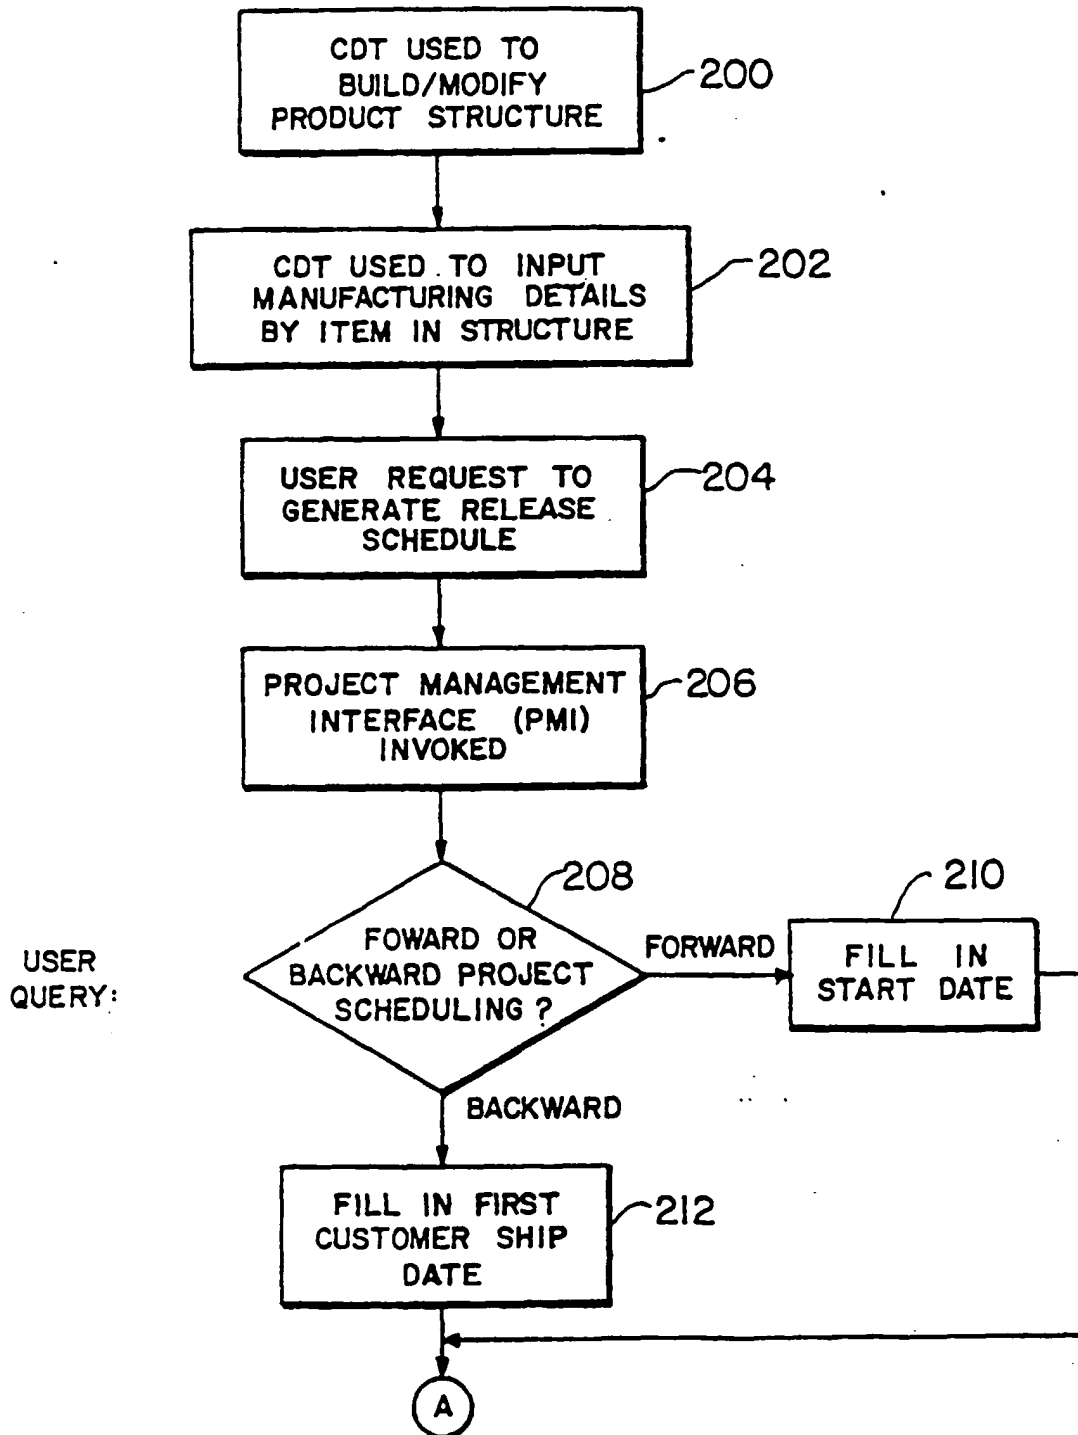 CDT USED TO
BUILD/MODIFY
PRODUCT STRUCTURE
200
CDT USED TO INPUT
MANUFACTURING DETAILS
BY ITEM IN STRUCTURE
202
USER REQUEST TO
GENERATE RELEASE
SCHEDULE
204
PROJECT MANAGEMENT
INTERFACE (PMI)
INVOKED
206
USER
QUERY:
FOWARD OR
BACKWARD PROJECT
SCHEDULING ?
208
FORWARD
FILL IN
START DATE
210
BACKWARD
FILL IN FIRST
CUSTOMER SHIP
DATE
212
A